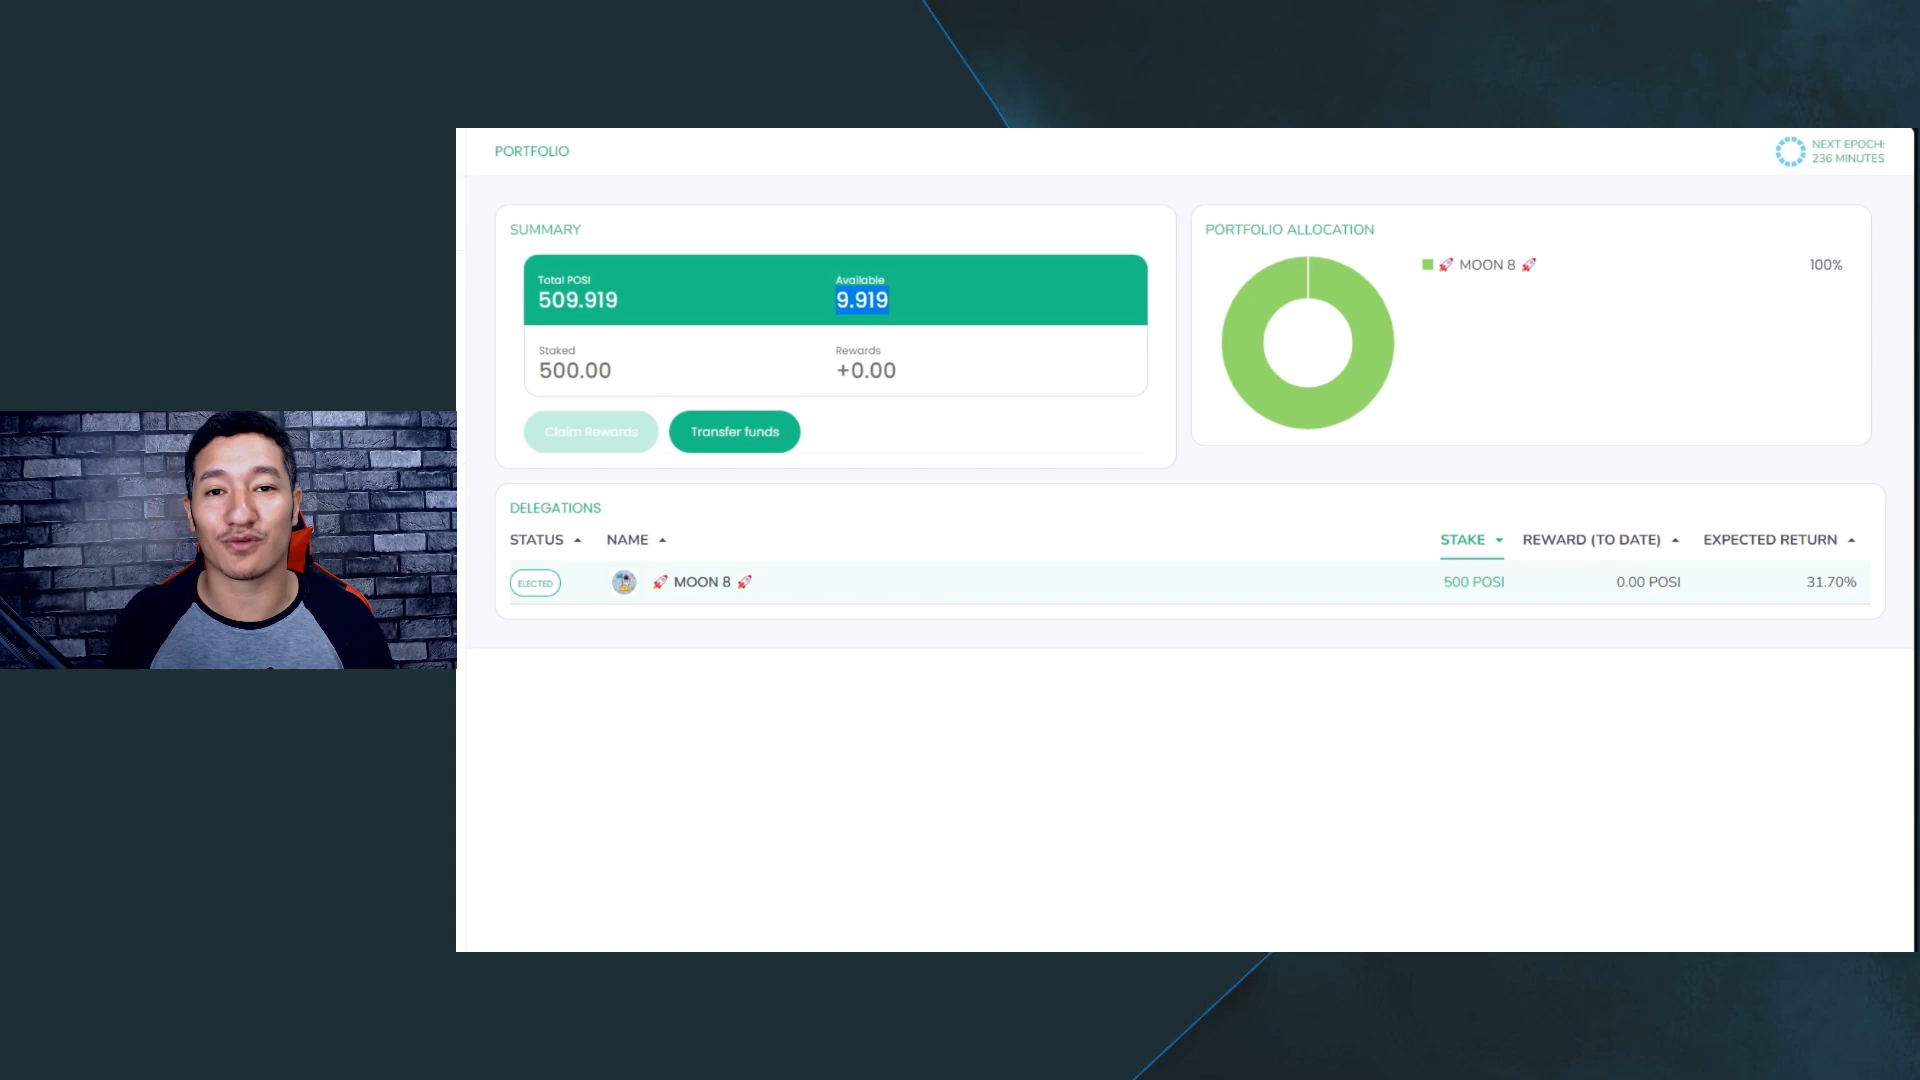 PORTFOLIO
NEXT EPOCH:
236 MINUTES
SUMMARY
Total POSI
509.919
Available
9.919
Staked
500.00
Rewards
+0.00
Claim Rewards
Transfer funds
PORTFOLIO ALLOCATION
🚀 MOON 8 🚀 100%
DELEGATIONS
STATUS NAME STAKE REWARD (TO DATE) EXPECTED RETURN
ELECTED 🚀 MOON 8 🚀 500 POSI 0.00 POSI 31.70%